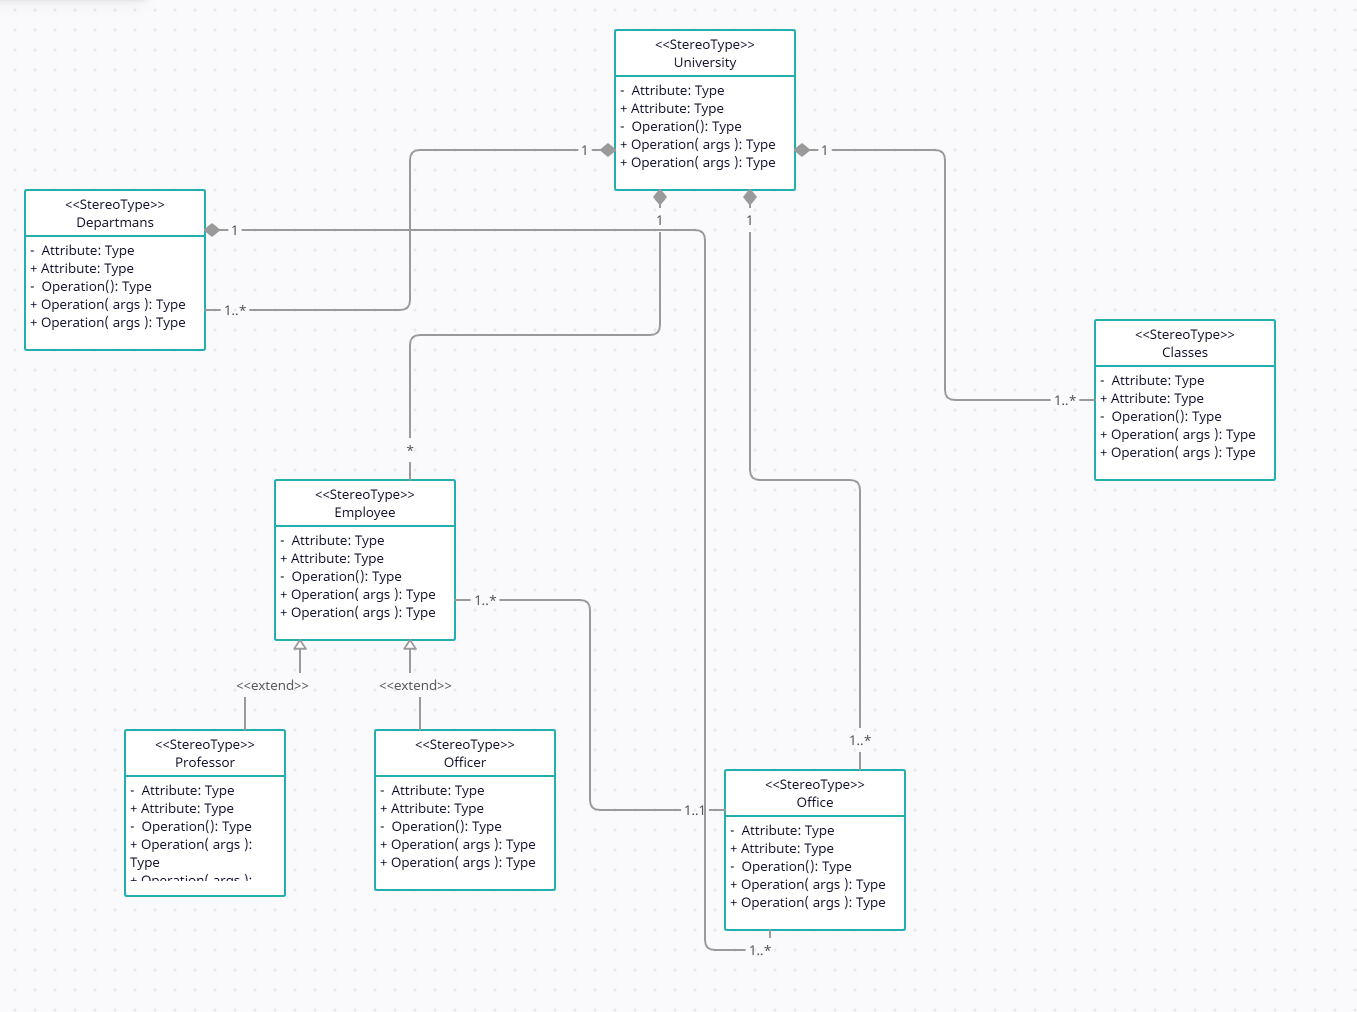 <<StereoType>>
University
- Attribute: Type
+ Attribute: Type
- Operation(): Type
+ Operation( args ): Type
+ Operation( args ): Type
1
1
1
1
<<StereoType>>
Departmans
- Attribute: Type
+ Attribute: Type
- Operation(): Type
+ Operation( args ): Type
+ Operation( args ): Type
1
1..*
<<StereoType>>
Classes
- Attribute: Type
+ Attribute: Type
- Operation(): Type
+ Operation( args ): Type
+ Operation( args ): Type
1..*
*
<<StereoType>>
Employee
- Attribute: Type
+ Attribute: Type
- Operation(): Type
+ Operation( args ): Type
+ Operation( args ): Type
1..*
<<extend>>
<<extend>>
<<StereoType>>
Professor
- Attribute: Type
+ Attribute: Type
- Operation(): Type
+ Operation( args ):
Type
+ Operation( args ):
<<StereoType>>
Officer
- Attribute: Type
+ Attribute: Type
- Operation(): Type
+ Operation( args ): Type
+ Operation( args ): Type
1..*
1..1
<<StereoType>>
Office
- Attribute: Type
+ Attribute: Type
- Operation(): Type
+ Operation( args ): Type
+ Operation( args ): Type
1..*